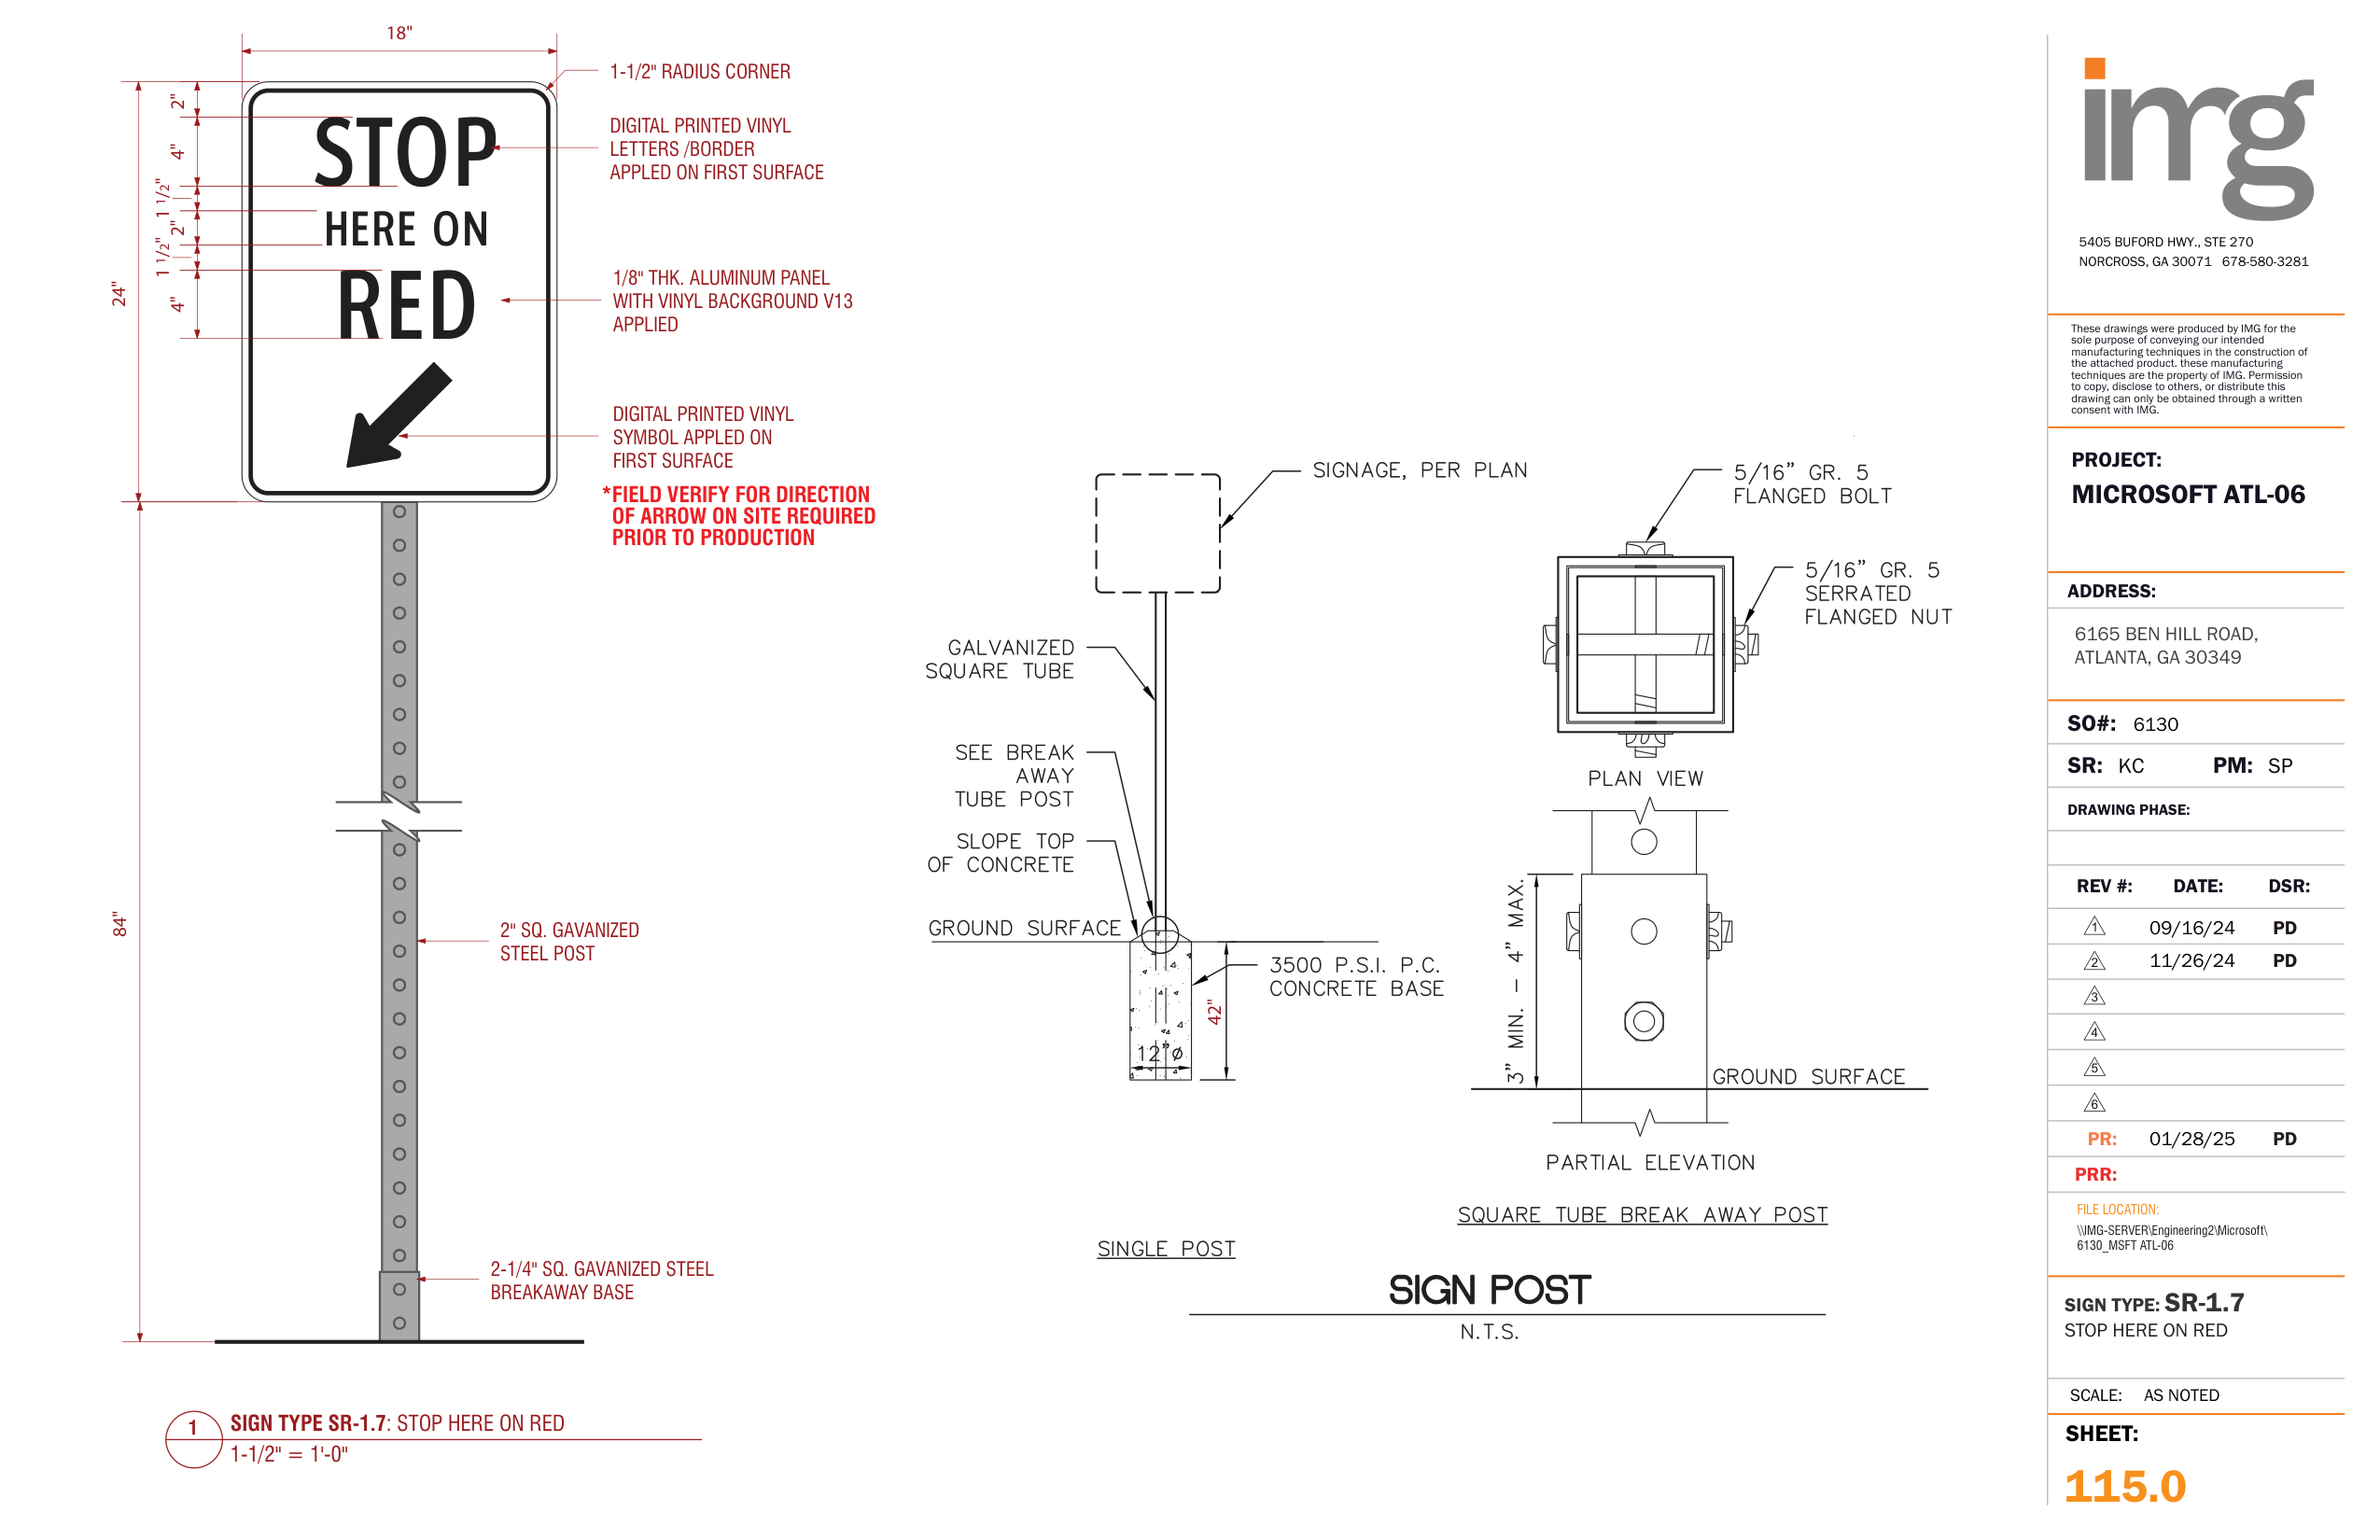 18"
1-1/2" RADIUS CORNER
2"
4"
1 1/2"
2"
1 1/2"
4"
24"
84"
STOP
HERE ON
RED
DIGITAL PRINTED VINYL
LETTERS /BORDER
APPLED ON FIRST SURFACE
1/8" THK. ALUMINUM PANEL
WITH VINYL BACKGROUND V13
APPLIED
DIGITAL PRINTED VINYL
SYMBOL APPLED ON
FIRST SURFACE
*FIELD VERIFY FOR DIRECTION
OF ARROW ON SITE REQUIRED
PRIOR TO PRODUCTION
2" SQ. GAVANIZED
STEEL POST
2-1/4" SQ. GAVANIZED STEEL
BREAKAWAY BASE
1
SIGN TYPE SR-1.7: STOP HERE ON RED
1-1/2" = 1'-0"
SIGNAGE, PER PLAN
GALVANIZED
SQUARE TUBE
SEE BREAK
AWAY
TUBE POST
SLOPE TOP
OF CONCRETE
GROUND SURFACE
3500 P.S.I. P.C.
CONCRETE BASE
42"
12"ø
SINGLE POST
5/16” GR. 5
FLANGED BOLT
5/16” GR. 5
SERRATED
FLANGED NUT
PLAN VIEW
3” MIN. – 4” MAX.
GROUND SURFACE
PARTIAL ELEVATION
SQUARE TUBE BREAK AWAY POST
SIGN POST
N.T.S.
img
5405 BUFORD HWY., STE 270
NORCROSS, GA 30071 678-580-3281
These drawings were produced by IMG for the
sole purpose of conveying our intended
manufacturing techniques in the construction of
the attached product. these manufacturing
techniques are the property of IMG. Permission
to copy, disclose to others, or distribute this
drawing can only be obtained through a written
consent with IMG.
PROJECT:
MICROSOFT ATL-06
ADDRESS:
6165 BEN HILL ROAD,
ATLANTA, GA 30349
SO#: 6130
SR: KC PM: SP
DRAWING PHASE:
REV #: DATE: DSR:
1 09/16/24 PD
2 11/26/24 PD
3
4
5
6
PR: 01/28/25 PD
PRR:
FILE LOCATION:
\\IMG-SERVER\Engineering2\Microsoft\
6130_MSFT ATL-06
SIGN TYPE: SR-1.7
STOP HERE ON RED
SCALE: AS NOTED
SHEET:
115.0